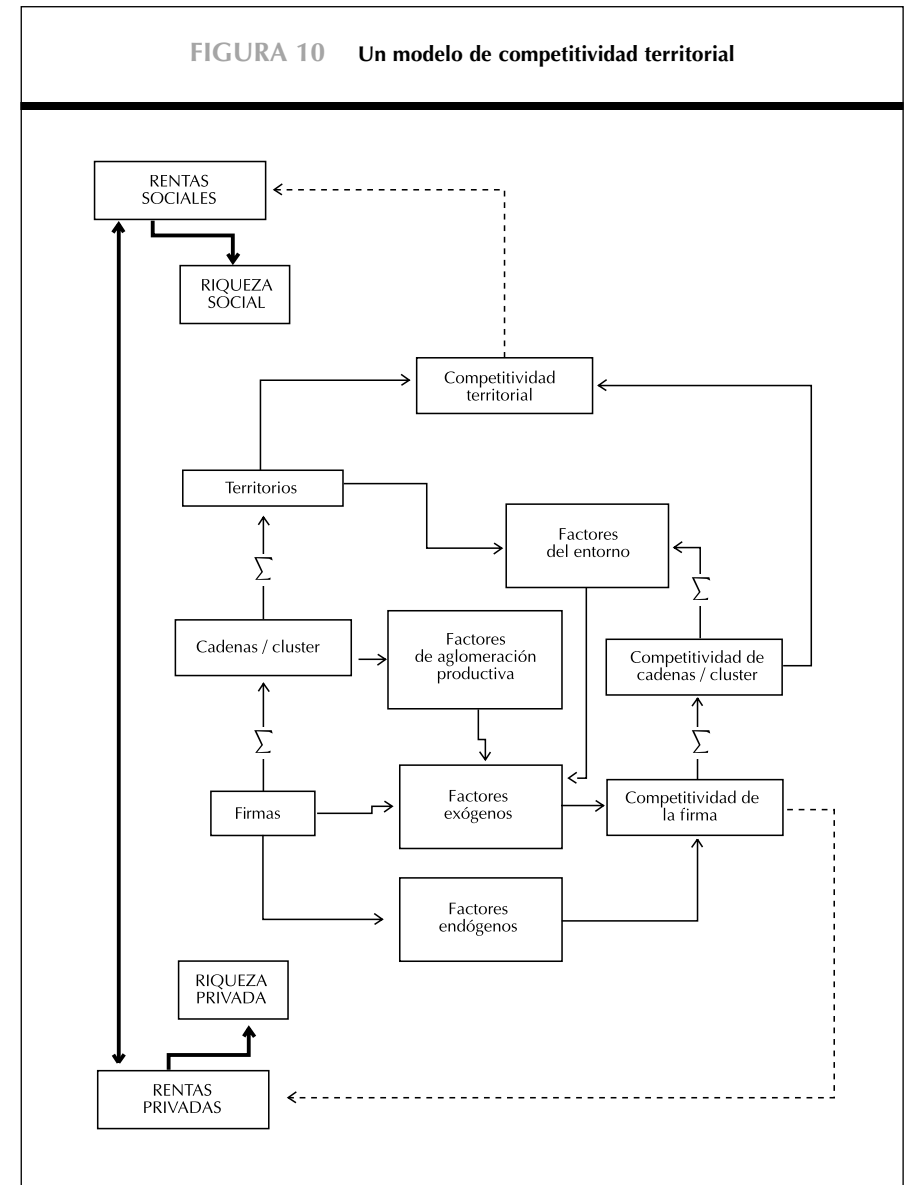 FIGURA 10 Un modelo de competitividad territorial
RENTAS
SOCIALES
RIQUEZA
SOCIAL
Competitividad
territorial
Territorios
Factores
del entorno
∑
∑
Cadenas / cluster
Factores
de aglomeración
productiva
Competitividad de
cadenas / cluster
∑
∑
Firmas
Factores
exógenos
Competitividad de
la firma
Factores
endógenos
RIQUEZA
PRIVADA
RENTAS
PRIVADAS